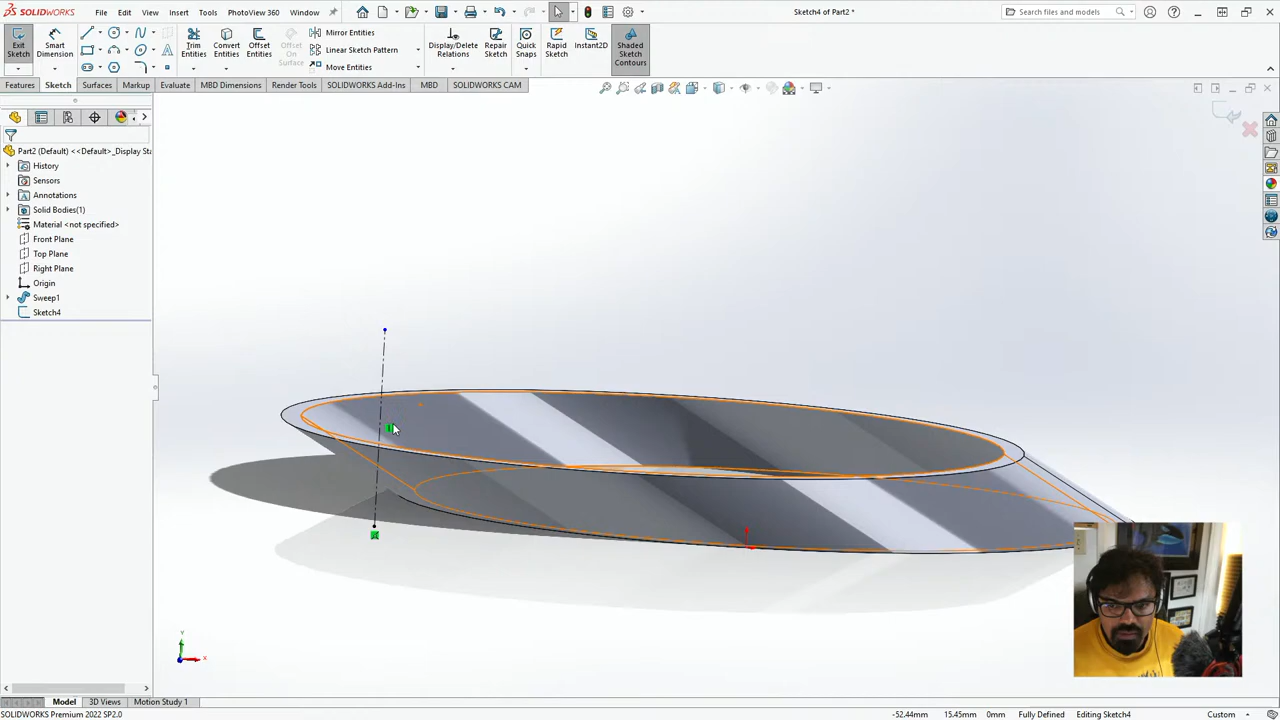 SOLIDWORKS
File
Edit
View
Insert
Tools
PhotoView 360
Window
Sketch4 of Part2 *
Search files and models
Exit Sketch
Smart Dimension
Trim Entities
Convert Entities
Offset Entities
Offset On Surface
Mirror Entities
Linear Sketch Pattern
Move Entities
Display/Delete Relations
Repair Sketch
Quick Snaps
Rapid Sketch
Instant2D
Shaded Sketch Contours
Features
Sketch
Surfaces
Markup
Evaluate
MBD Dimensions
Render Tools
SOLIDWORKS Add-Ins
MBD
SOLIDWORKS CAM
Part2 (Default) <<Default>_Display Sta
History
Sensors
Annotations
Solid Bodies(1)
Material <not specified>
Front Plane
Top Plane
Right Plane
Origin
Sweep1
Sketch4
Y
X
Model
3D Views
Motion Study 1
SOLIDWORKS Premium 2022 SP2.0
-52.44mm
15.45mm
0mm
Fully Defined
Editing Sketch4
Custom